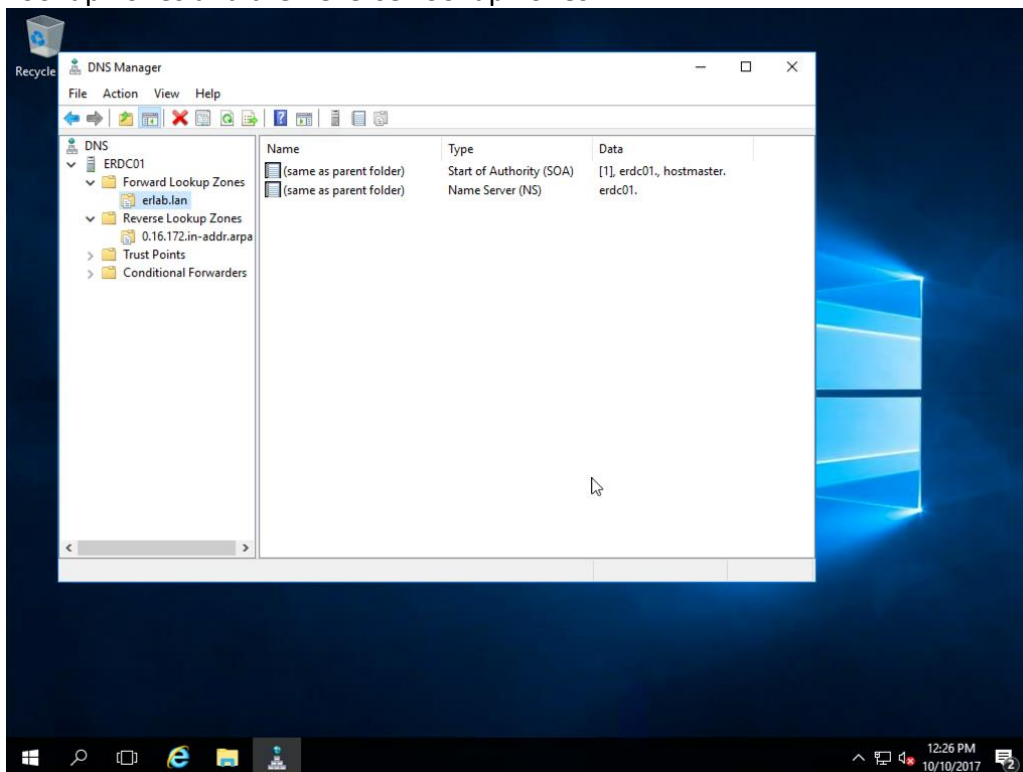 Recycle
DNS Manager
File Action View Help
DNS
ERDC01
Forward Lookup Zones
erlab.lan
Reverse Lookup Zones
0.16.172.in-addr.arpa
Trust Points
Conditional Forwarders
Name Type Data
(same as parent folder) Start of Authority (SOA) [1], erdc01., hostmaster.
(same as parent folder) Name Server (NS) erdc01.
12:26 PM
10/10/2017
2